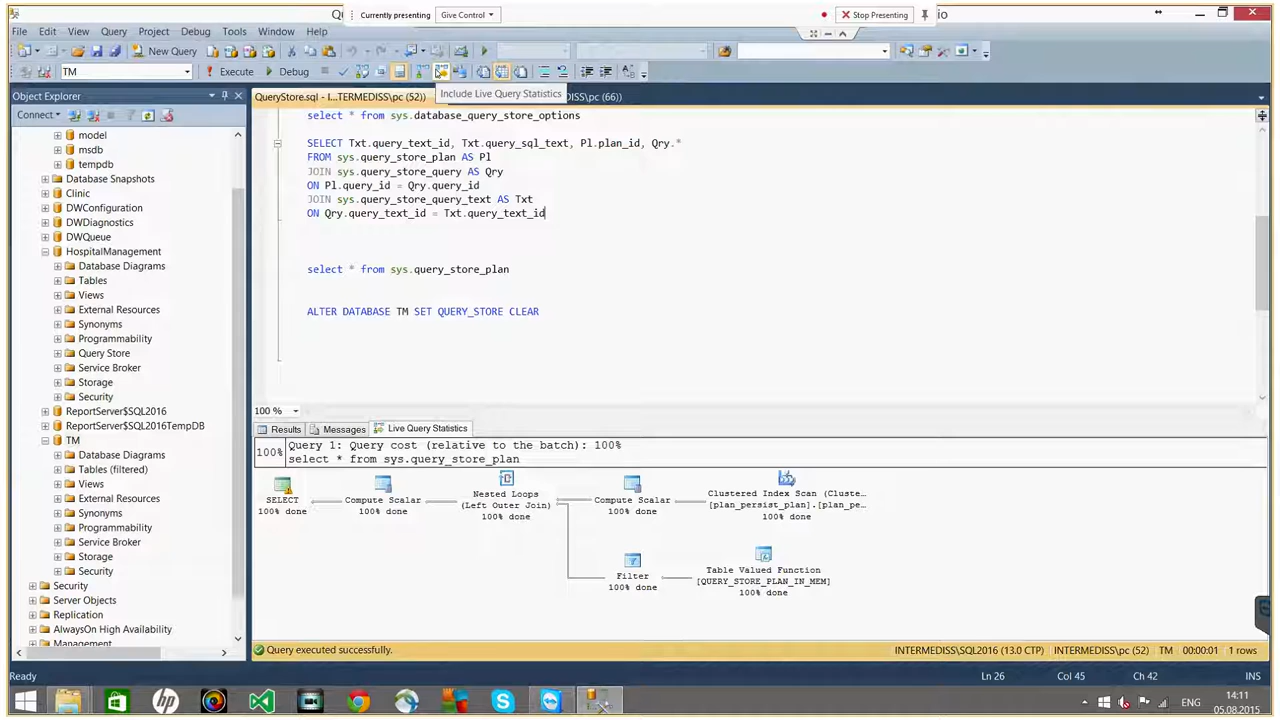 Currently presenting
Give Control
Stop Presenting
io
File Edit View Query Project Debug Tools Window Help
New Query
TM
Execute
Debug
Object Explorer
QueryStore.sql - I...TERMEDISS\pc (52))
DISS\pc (66))
Include Live Query Statistics
Connect
model
msdb
tempdb
Database Snapshots
Clinic
DWConfiguration
DWDiagnostics
DWQueue
HospitalManagement
Database Diagrams
Tables
Views
External Resources
Synonyms
Programmability
Query Store
Service Broker
Storage
Security
ReportServer$SQL2016
ReportServer$SQL2016TempDB
TM
Database Diagrams
Tables (filtered)
Views
External Resources
Synonyms
Programmability
Service Broker
Storage
Security
Security
Server Objects
Replication
AlwaysOn High Availability
Management
select * from sys.database_query_store_options
SELECT Txt.query_text_id, Txt.query_sql_text, Pl.plan_id, Qry.*
FROM sys.query_store_plan AS Pl
JOIN sys.query_store_query AS Qry
ON Pl.query_id = Qry.query_id
JOIN sys.query_store_query_text AS Txt
ON Qry.query_text_id = Txt.query_text_id
select * from sys.query_store_plan
ALTER DATABASE TM SET QUERY_STORE CLEAR
100 %
Results Messages Live Query Statistics
100%
Query 1: Query cost (relative to the batch): 100%
select * from sys.query_store_plan
SELECT
100% done
Compute Scalar
100% done
Nested Loops
(Left Outer Join)
100% done
Compute Scalar
100% done
Clustered Index Scan (Cluste...
[plan_persist_plan].[plan_pe...
100% done
Filter
100% done
Table Valued Function
[QUERY_STORE_PLAN_IN_MEM]
100% done
Query executed successfully.
INTERMEDISS\SQL2016 (13.0 CTP) INTERMEDISS\pc (52) TM 00:00:01 1 rows
Ready
Ln 26 Col 45 Ch 42 INS
ENG
14:11
05.08.2015